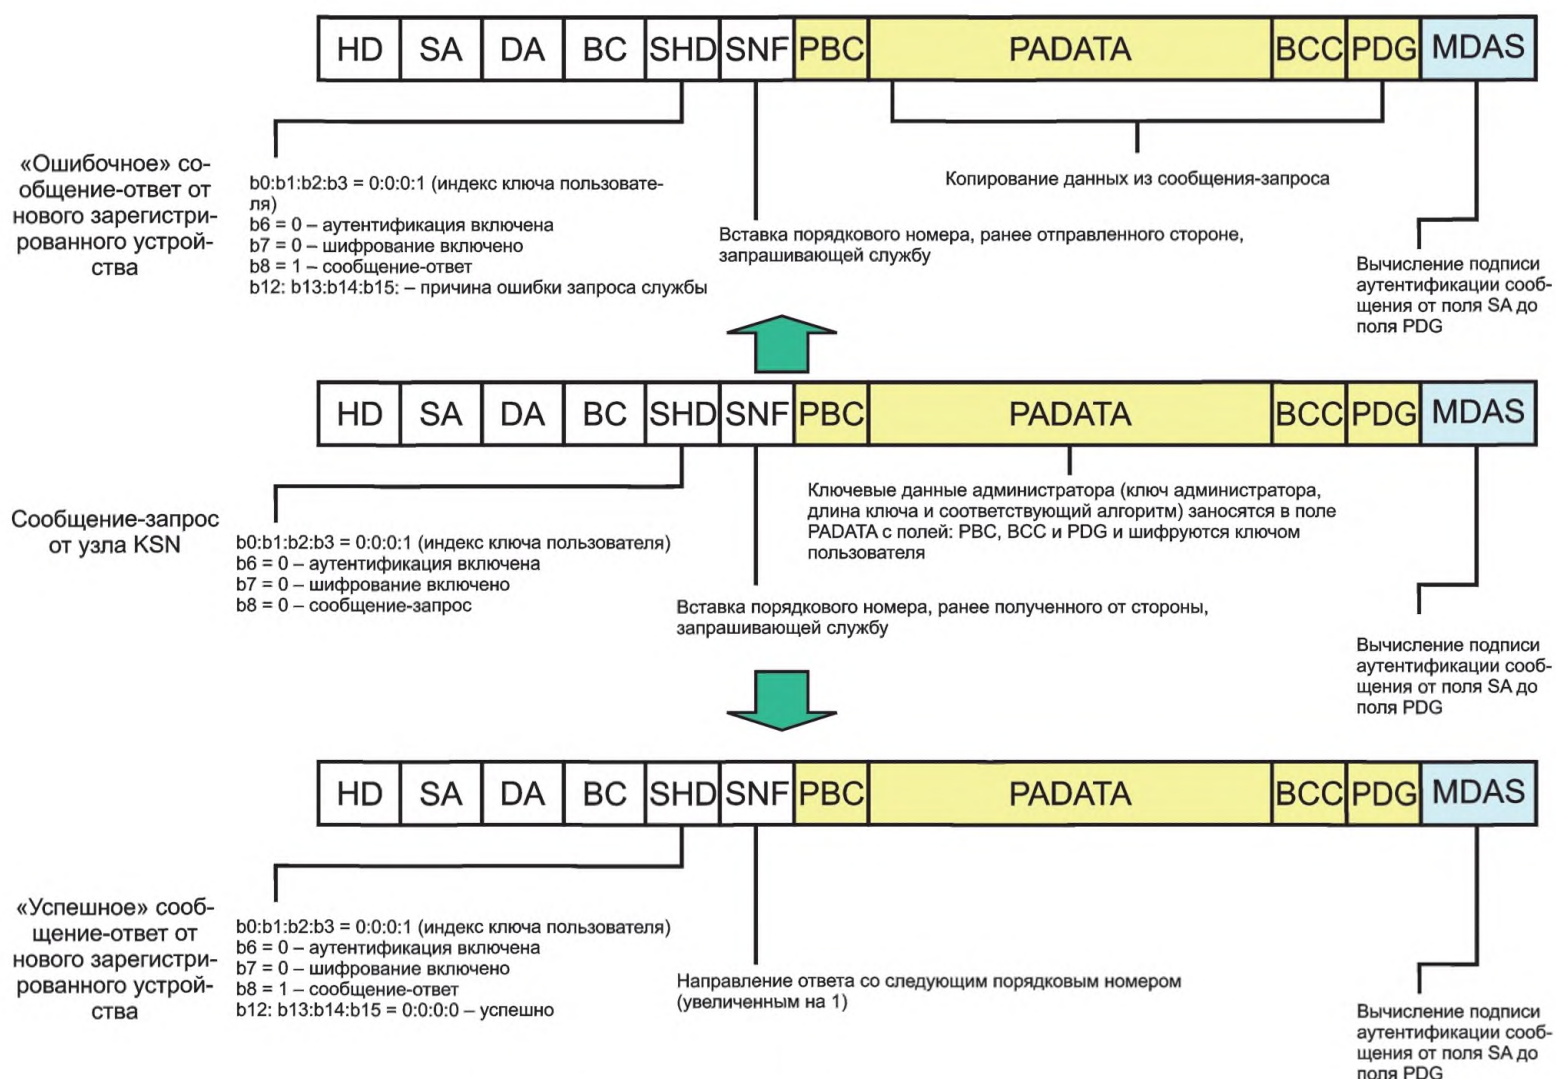 HD SA DA BC SHD SNF PBC PADATA BCC PDG MDAS
«Ошибочное» со-
общение-ответ от
нового зарегистри-
рованного устрой-
ства
b0:b1:b2:b3 = 0:0:0:1 (индекс ключа пользовате-
ля)
b6 = 0 – аутентификация включена
b7 = 0 – шифрование включено
b8 = 1 – сообщение-ответ
b12: b13:b14:b15: – причина ошибки запроса службы
Вставка порядкового номера, ранее отправленного стороне,
запрашивающей службу
Копирование данных из сообщения-запроса
Вычисление подписи
аутентификации сооб-
щения от поля SA до
поля PDG
HD SA DA BC SHD SNF PBC PADATA BCC PDG MDAS
Сообщение-запрос
от узла KSN
b0:b1:b2:b3 = 0:0:0:1 (индекс ключа пользователя)
b6 = 0 – аутентификация включена
b7 = 0 – шифрование включено
b8 = 0 – сообщение-запрос
Вставка порядкового номера, ранее полученного от стороны,
запрашивающей службу
Ключевые данные администратора (ключ администратора,
длина ключа и соответствующий алгоритм) заносятся в поле
PADATA с полей: PBC, BCC и PDG и шифруются ключом
пользователя
Вычисление подписи
аутентификации сооб-
щения от поля SA до
поля PDG
HD SA DA BC SHD SNF PBC PADATA BCC PDG MDAS
«Успешное» сооб-
щение-ответ от
нового зарегистри-
рованного устрой-
ства
b0:b1:b2:b3 = 0:0:0:1 (индекс ключа пользователя)
b6 = 0 – аутентификация включена
b7 = 0 – шифрование включено
b8 = 1 – сообщение-ответ
b12: b13:b14:b15 = 0:0:0:0 – успешно
Направление ответа со следующим порядковым номером
(увеличенным на 1)
Вычисление подписи
аутентификации сооб-
щения от поля SA до
поля PDG